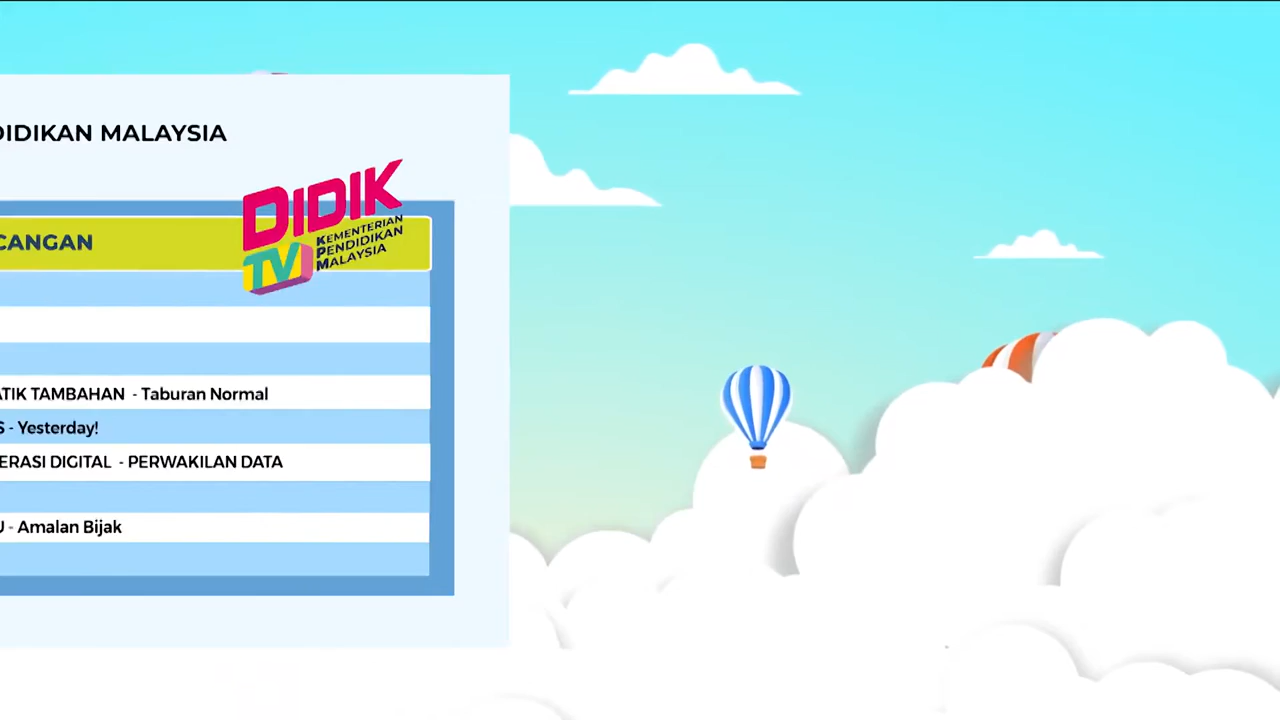 DIDIKAN MALAYSIA
DIDIK
TV
KEMENTERIAN
PENDIDIKAN
MALAYSIA
CANGAN
ATIK TAMBAHAN - Taburan Normal
S - Yesterday!
ERASI DIGITAL - PERWAKILAN DATA
U - Amalan Bijak